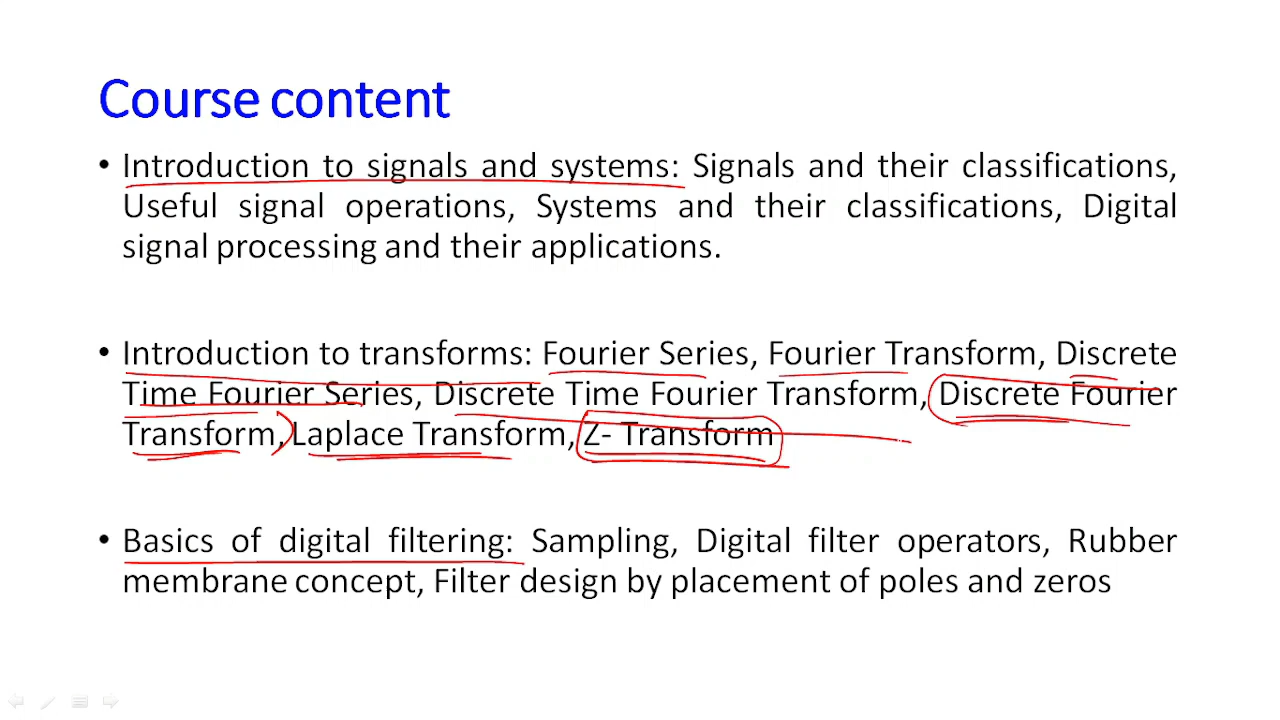 Course content
• Introduction to signals and systems: Signals and their classifications,
Useful signal operations, Systems and their classifications, Digital
signal processing and their applications.
• Introduction to transforms: Fourier Series, Fourier Transform, Discrete
Time Fourier Series, Discrete Time Fourier Transform, Discrete Fourier
Transform, Laplace Transform, Z- Transform
• Basics of digital filtering: Sampling, Digital filter operators, Rubber
membrane concept, Filter design by placement of poles and zeros